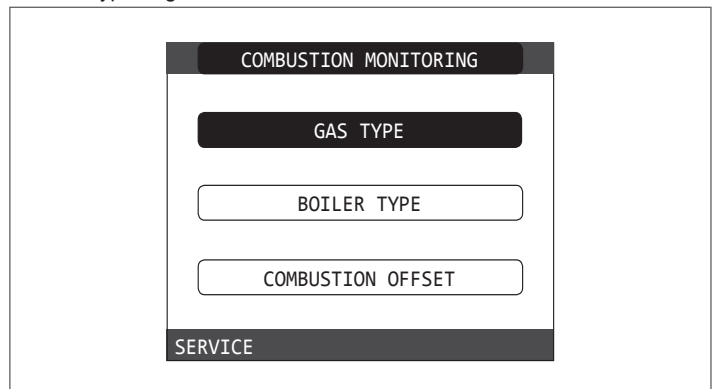 COMBUSTION MONITORING
GAS TYPE
BOILER TYPE
COMBUSTION OFFSET
SERVICE